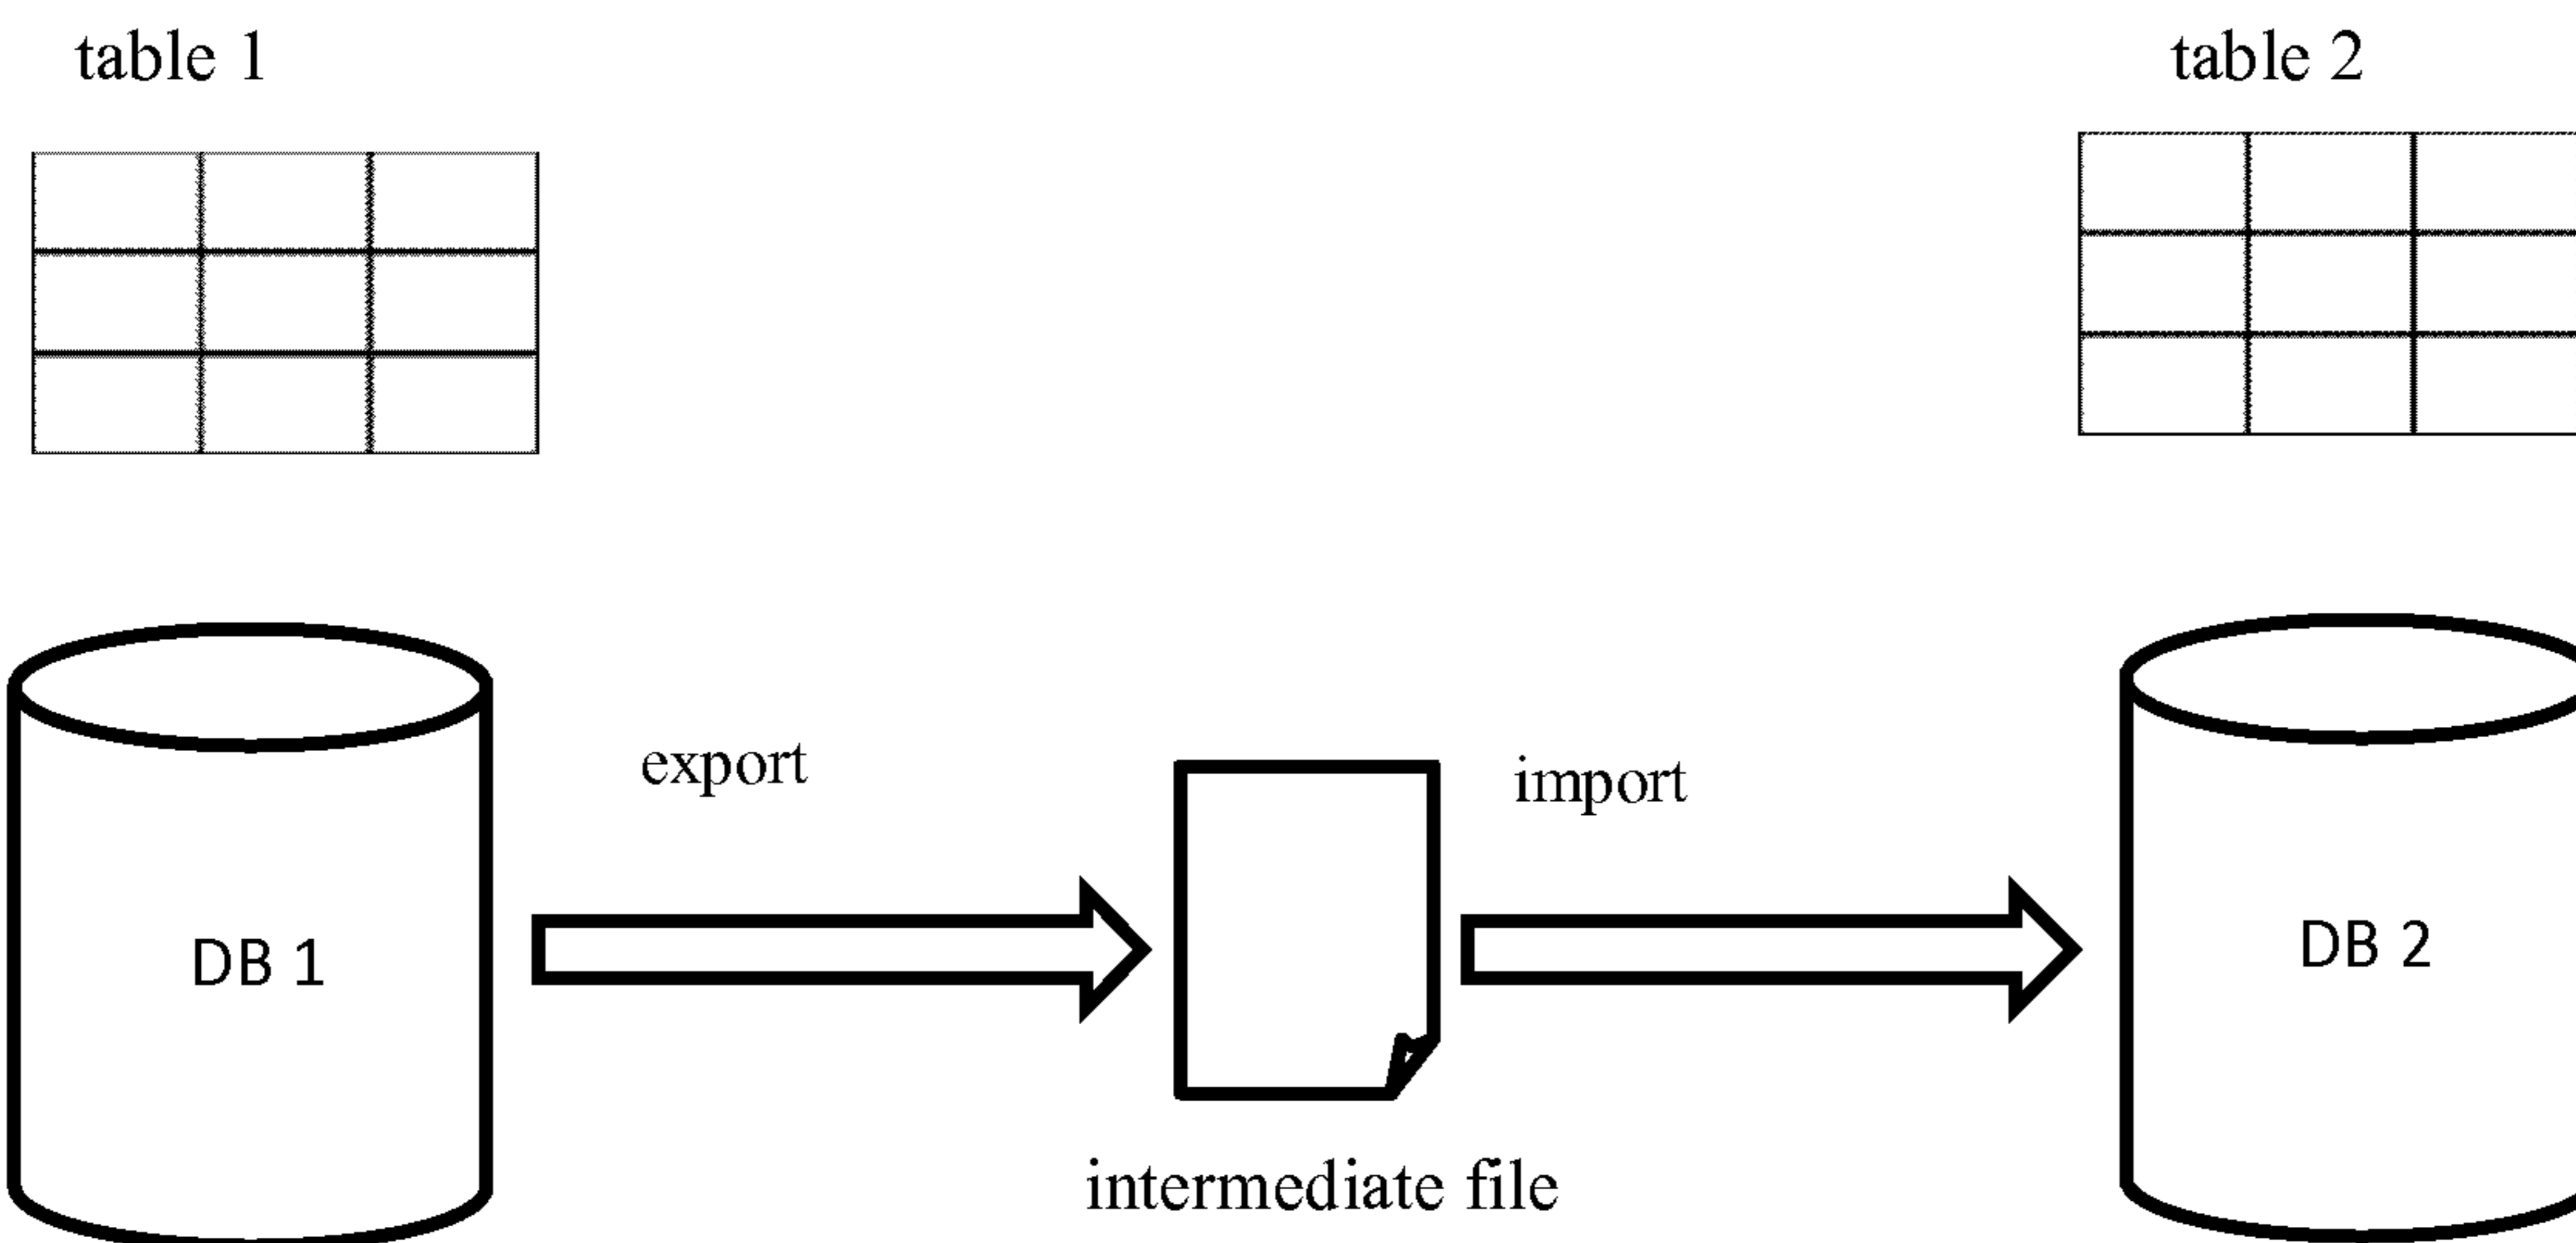 table 1
table 2
export
import
DB 1
DB 2
intermediate file